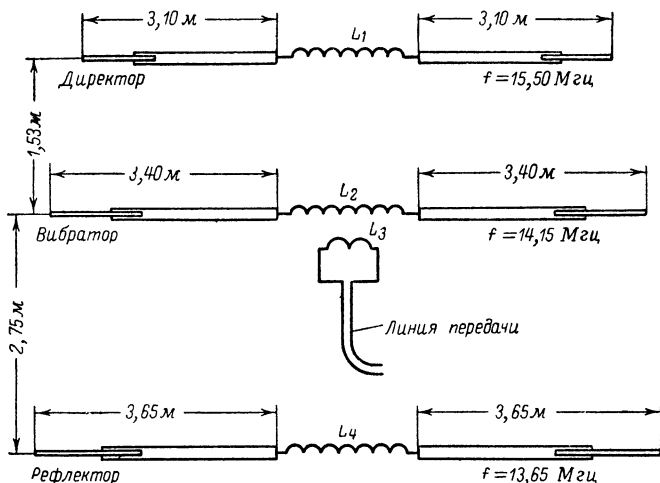 3,10 м
3,10 м
L1
Директор
f = 15,50 Мгц
1,53 м
3,40 м
3,40 м
L2
Вибратор
f = 14,15 Мгц
L3
2,75 м
Линия передачи
3,65 м
3,65 м
L4
Рефлектор
f = 13,65 Мгц